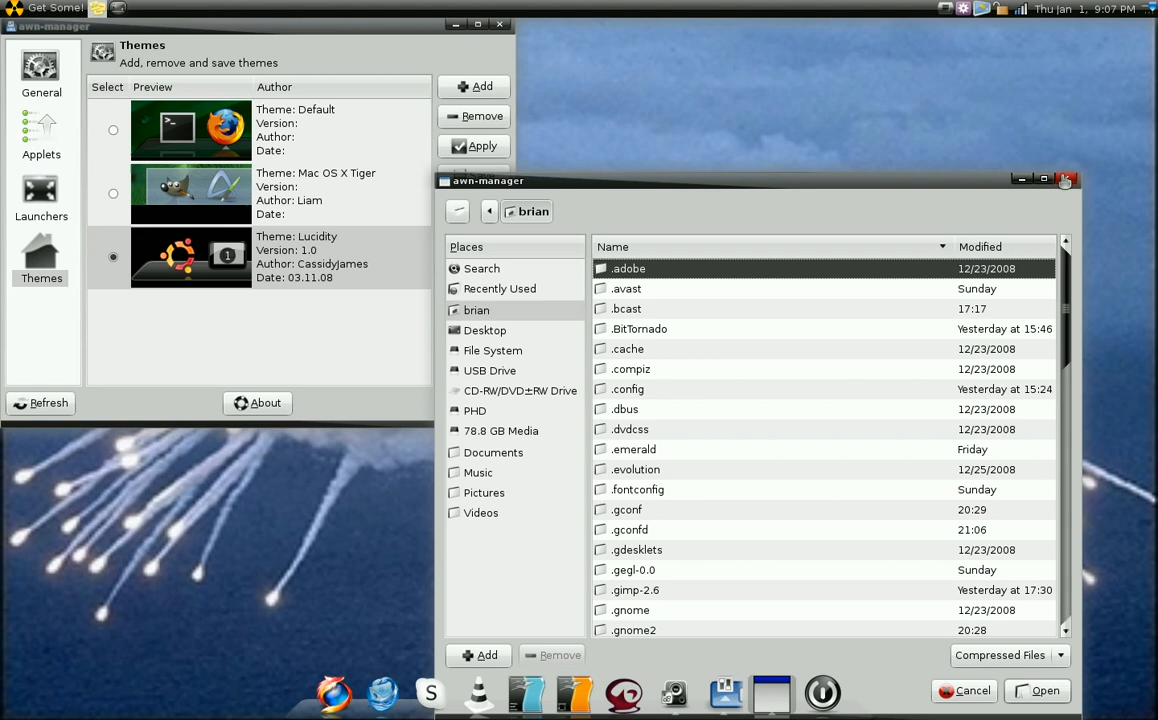 Get Some!
Thu Jan 1, 9:07 PM
awn-manager
General
Applets
Launchers
Themes
Themes
Add, remove and save themes
Select Preview Author
Theme: Default
Version:
Author:
Date:
Theme: Mac OS X Tiger
Version:
Author: Liam
Date:
Theme: Lucidity
Version: 1.0
Author: CassidyJames
Date: 03.11.08
Add
Remove
Apply
Refresh
About
awn-manager
brian
Places
Search
Recently Used
brian
Desktop
File System
USB Drive
CD-RW/DVD±RW Drive
PHD
78.8 GB Media
Documents
Music
Pictures
Videos
Name Modified
.adobe 12/23/2008
.avast Sunday
.bcast 17:17
.BitTornado Yesterday at 15:46
.cache 12/23/2008
.compiz 12/23/2008
.config Yesterday at 15:24
.dbus 12/23/2008
.dvdcss 12/23/2008
.emerald Friday
.evolution 12/25/2008
.fontconfig Sunday
.gconf 20:29
.gconfd 21:06
.gdesklets 12/23/2008
.gegl-0.0 Sunday
.gimp-2.6 Yesterday at 17:30
.gnome 12/23/2008
.gnome2 20:28
Add
Remove
Compressed Files
Cancel
Open
S